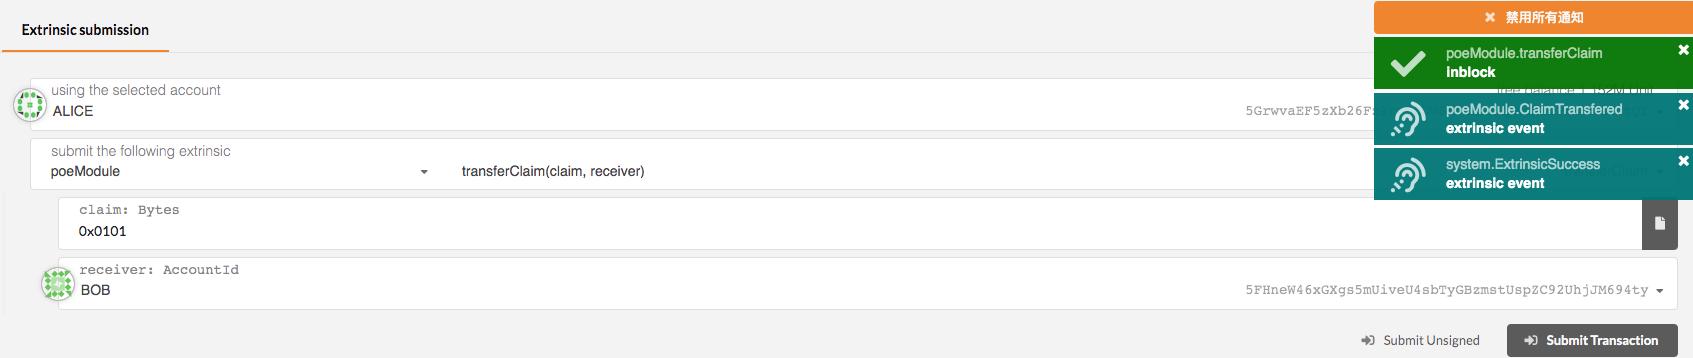 Extrinsic submission
禁用所有通知
poeModule.transferClaim
inblock
poeModule.ClaimTransfered
extrinsic event
system.ExtrinsicSuccess
extrinsic event
using the selected account
ALICE
5GrwvaEF5zXb26F
submit the following extrinsic
poeModule
transferClaim(claim, receiver)
claim: Bytes
0x0101
receiver: AccountId
BOB
5FHneW46xGXgs5mUiveU4sbTyGBzmstUspZC92UhjJM694ty
Submit Unsigned
Submit Transaction